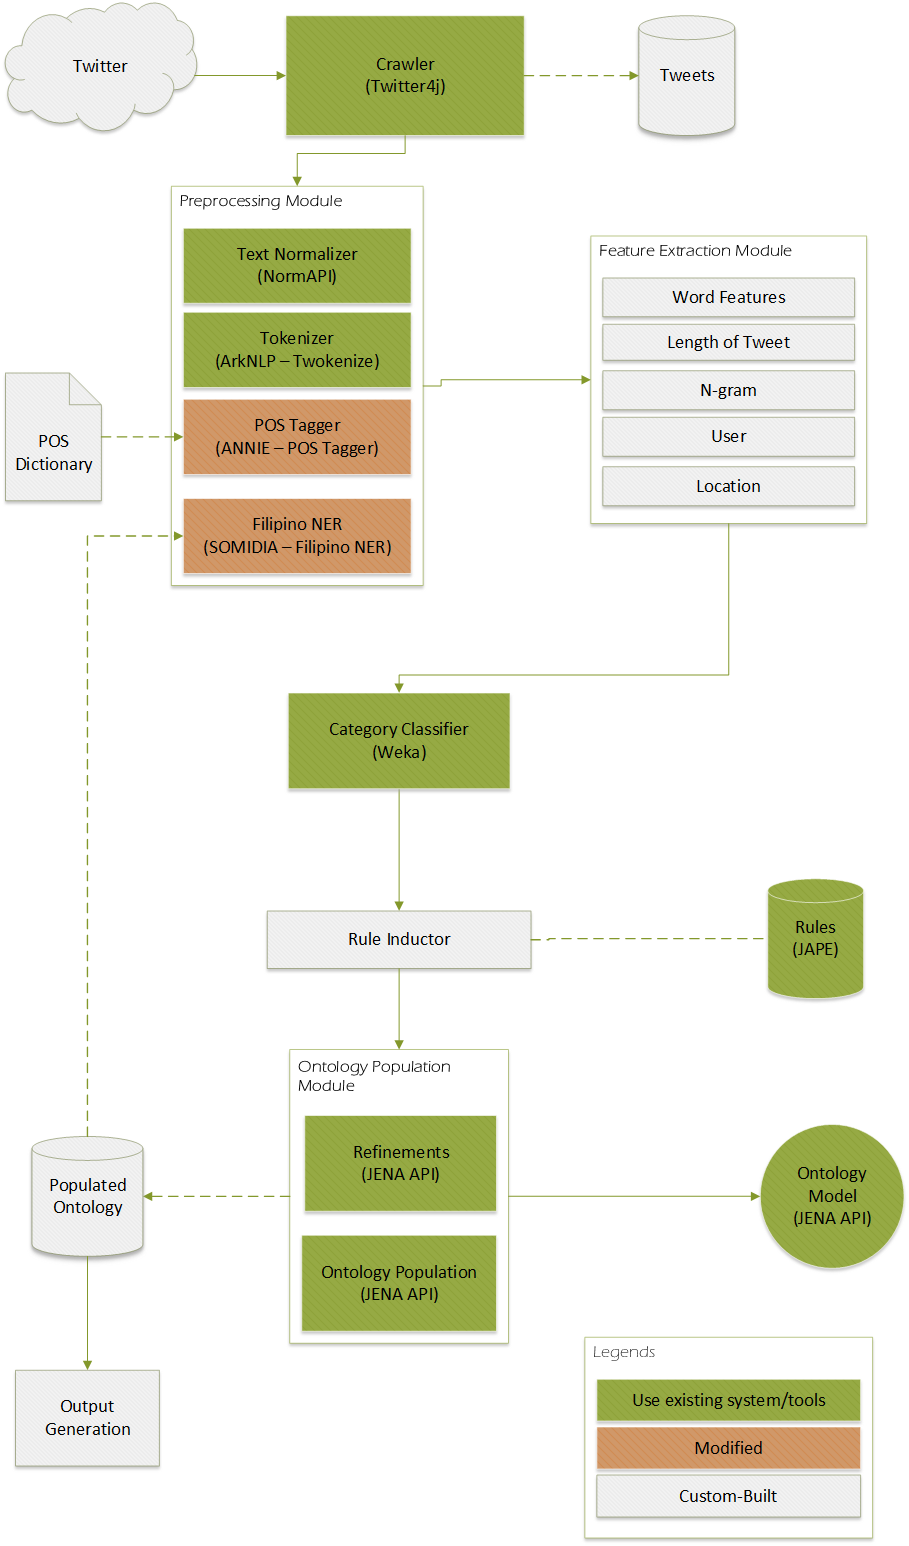 Twitter
Crawler
(Twitter4j)
Tweets
Preprocessing Module
Text Normalizer
(NormAPI)
Tokenizer
(ArkNLP – Twokenize)
POS Tagger
(ANNIE – POS Tagger)
Filipino NER
(SOMIDIA – Filipino NER)
POS
Dictionary
Feature Extraction Module
Word Features
Length of Tweet
N-gram
User
Location
Category Classifier
(Weka)
Rule Inductor
Rules
(JAPE)
Ontology Population
Module
Refinements
(JENA API)
Ontology Population
(JENA API)
Populated
Ontology
Ontology
Model
(JENA API)
Output
Generation
Legends
Use existing system/tools
Modified
Custom-Built